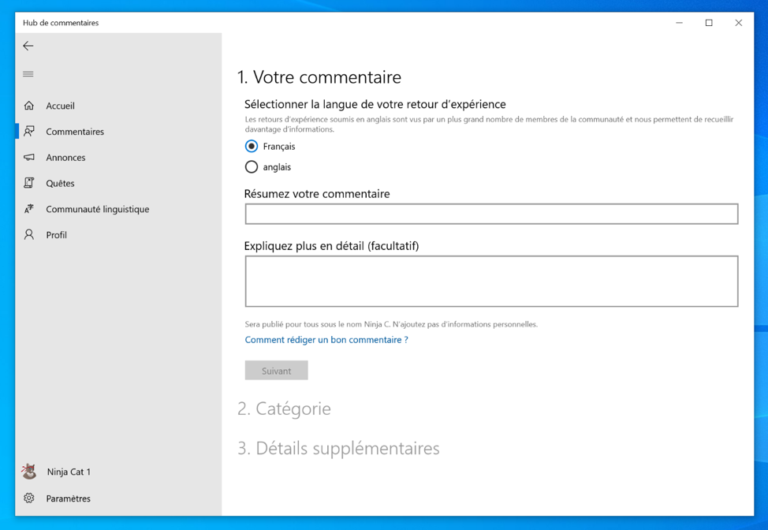 Hub de commentaires
Accueil
Commentaires
Annonces
Quêtes
Communauté linguistique
Profil
Ninja Cat 1
Paramètres
1. Votre commentaire
Sélectionner la langue de votre retour d'expérience
Les retours d'expérience soumis en anglais sont vus par un plus grand nombre de membres de la communauté et nous permettent de recueillir
davantage d'informations.
Français
anglais
Résumez votre commentaire
Expliquez plus en détail (facultatif)
Sera publié pour tous sous le nom Ninja C. N'ajoutez pas d'informations personnelles.
Comment rédiger un bon commentaire ?
Suivant
2. Catégorie
3. Détails supplémentaires